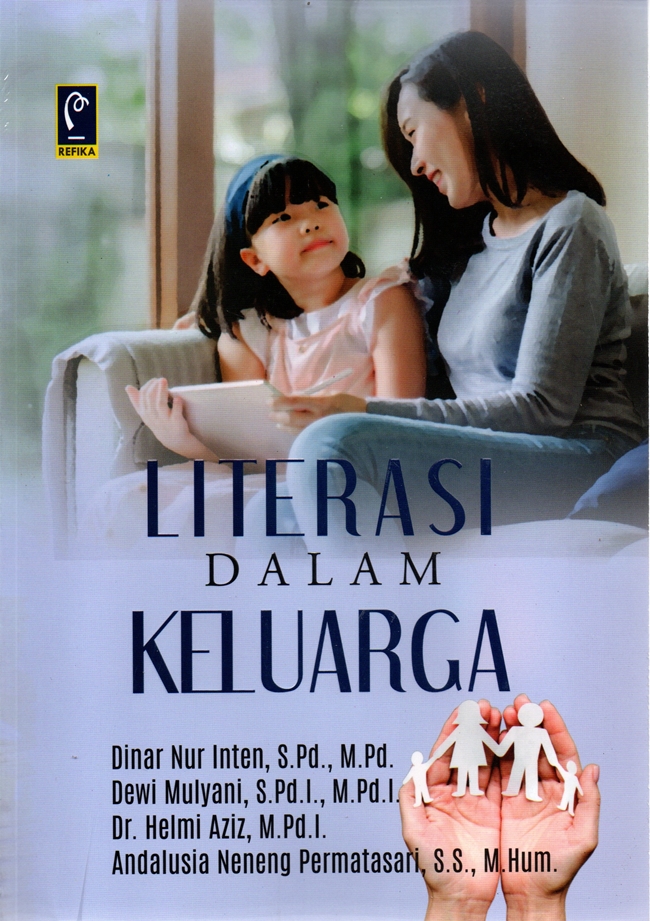 REFIKA
LITERASI
DALAM
KELUARGA
Dinar Nur Inten, S.Pd., M.Pd.
Dewi Mulyani, S.Pd.I., M.Pd.I.
Dr. Helmi Aziz, M.Pd.I.
Andalusia Neneng Permatasari, S.S., M.Hum.